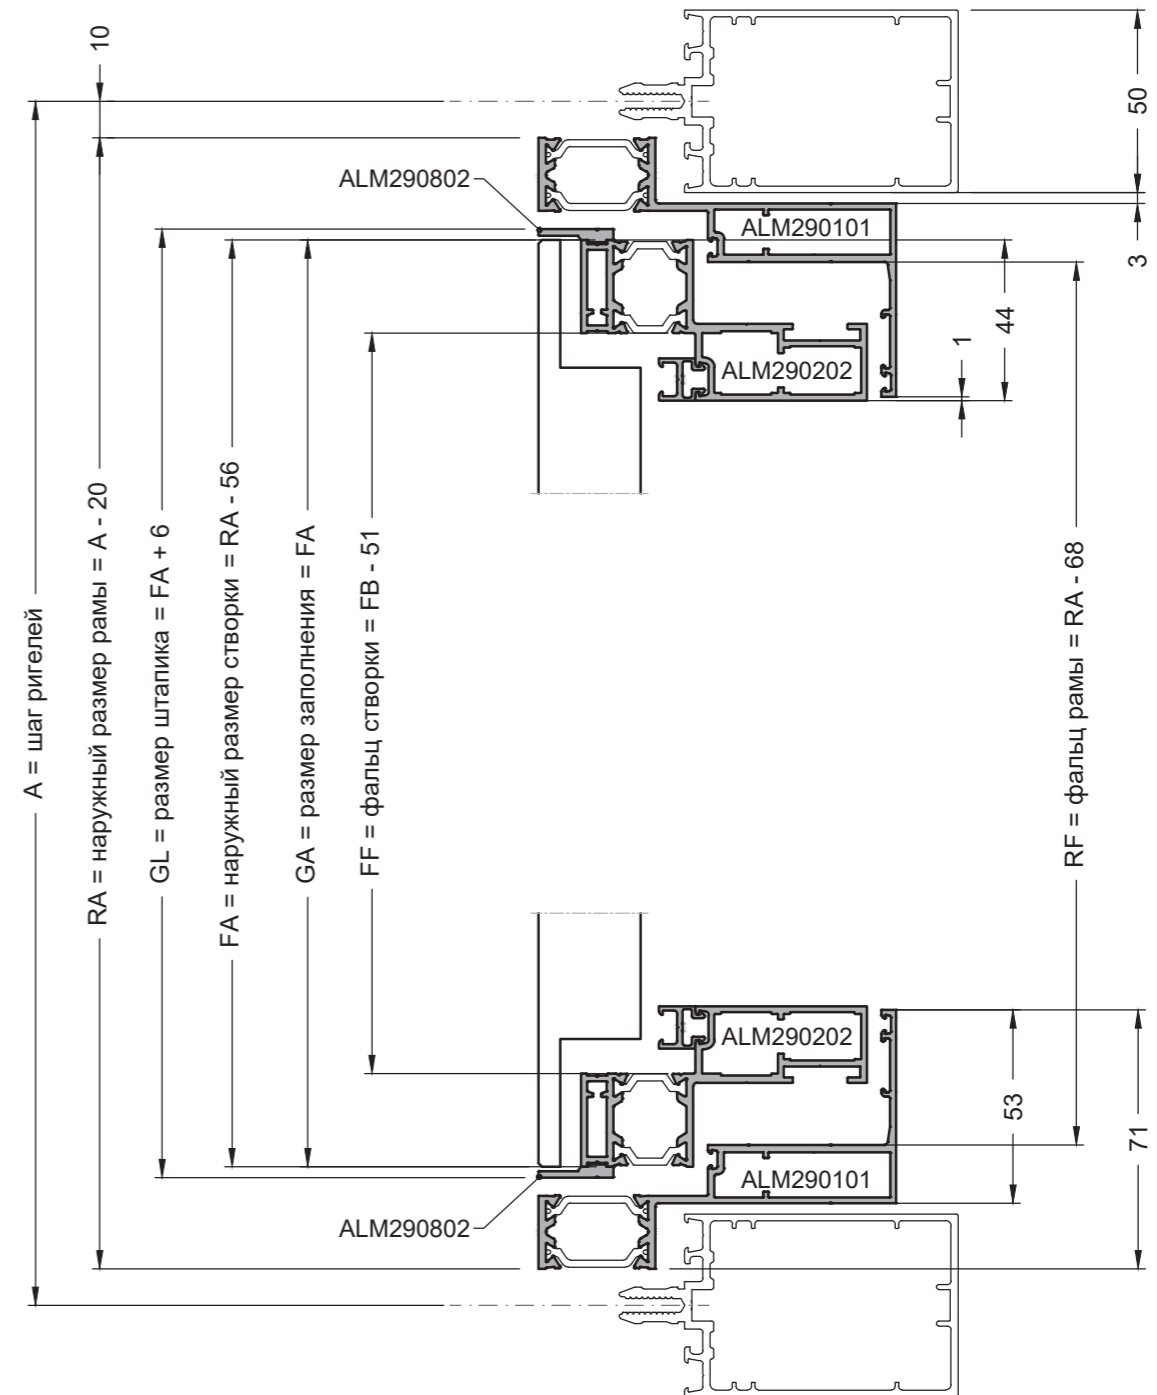 10
50
ALM290802
ALM290101
3
44
1
ALM290202
A = шаг ригелей
RA = наружный размер рамы = A - 20
GL = размер штапика = FA + 6
FA = наружный размер створки = RA - 56
GA = размер заполнения = FA
FF = фальц створки = FB - 51
RF = фальц рамы = RA - 68
ALM290202
53
71
ALM290101
ALM290802